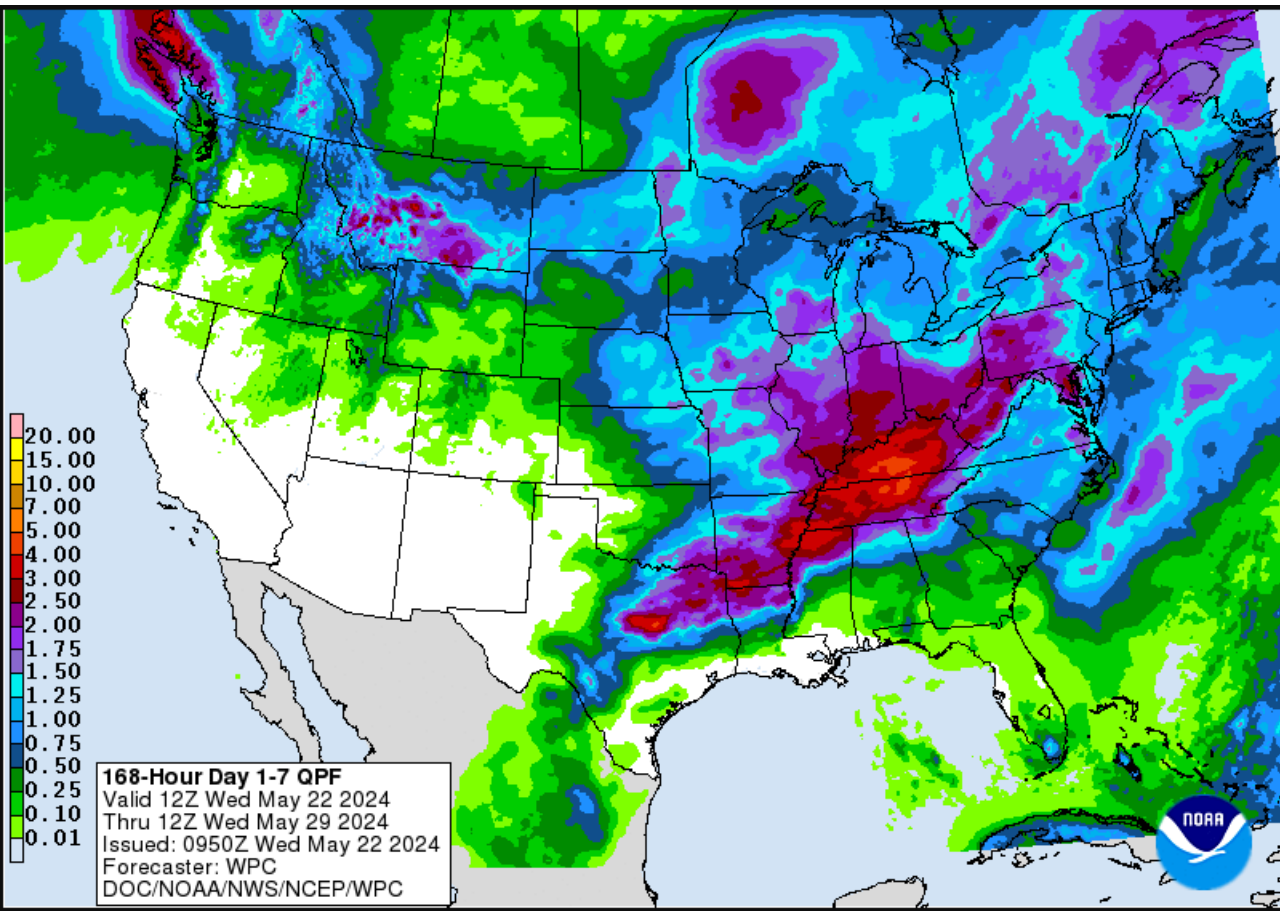 20.00
15.00
10.00
7.00
5.00
4.00
3.00
2.50
2.00
1.75
1.50
1.25
1.00
0.75
0.50
0.25
0.10
0.01
168-Hour Day 1-7 QPF
Valid 12Z Wed May 22 2024
Thru 12Z Wed May 29 2024
Issued: 0950Z Wed May 22 2024
Forecaster: WPC
DOC/NOAA/NWS/NCEP/WPC
NOAA